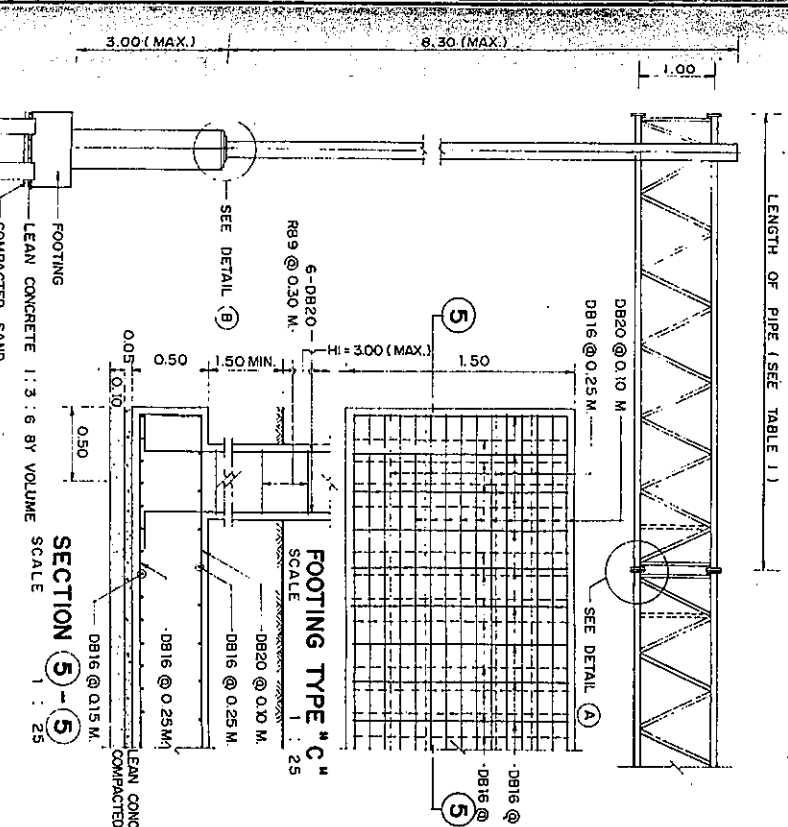 3.00 (MAX.)
8.30 (MAX.)
1.00
LENGTH OF PIPE (SEE TABLE 1)
SEE DETAIL B
FOOTING
LEAN CONCRETE 1:3:6 BY VOLUME
COMPACTED SAND
6-DB20
RB9 @ 0.30 M.
H1 = 3.00 (MAX.)
1.50 MIN.
0.50
0.05
0.10
0.50
1.50
5
DB20 @ 0.10 M
DB16 @ 0.25 M.
SEE DETAIL A
DB16 @
DB16 @
5
FOOTING TYPE "C"
SCALE 1 : 25
DB20 @ 0.10 M.
DB16 @ 0.25 M.
DB16 @ 0.25 M.
DB16 @ 0.15 M.
LEAN CONC
COMPACTED
SECTION 5 - 5
SCALE 1 : 25